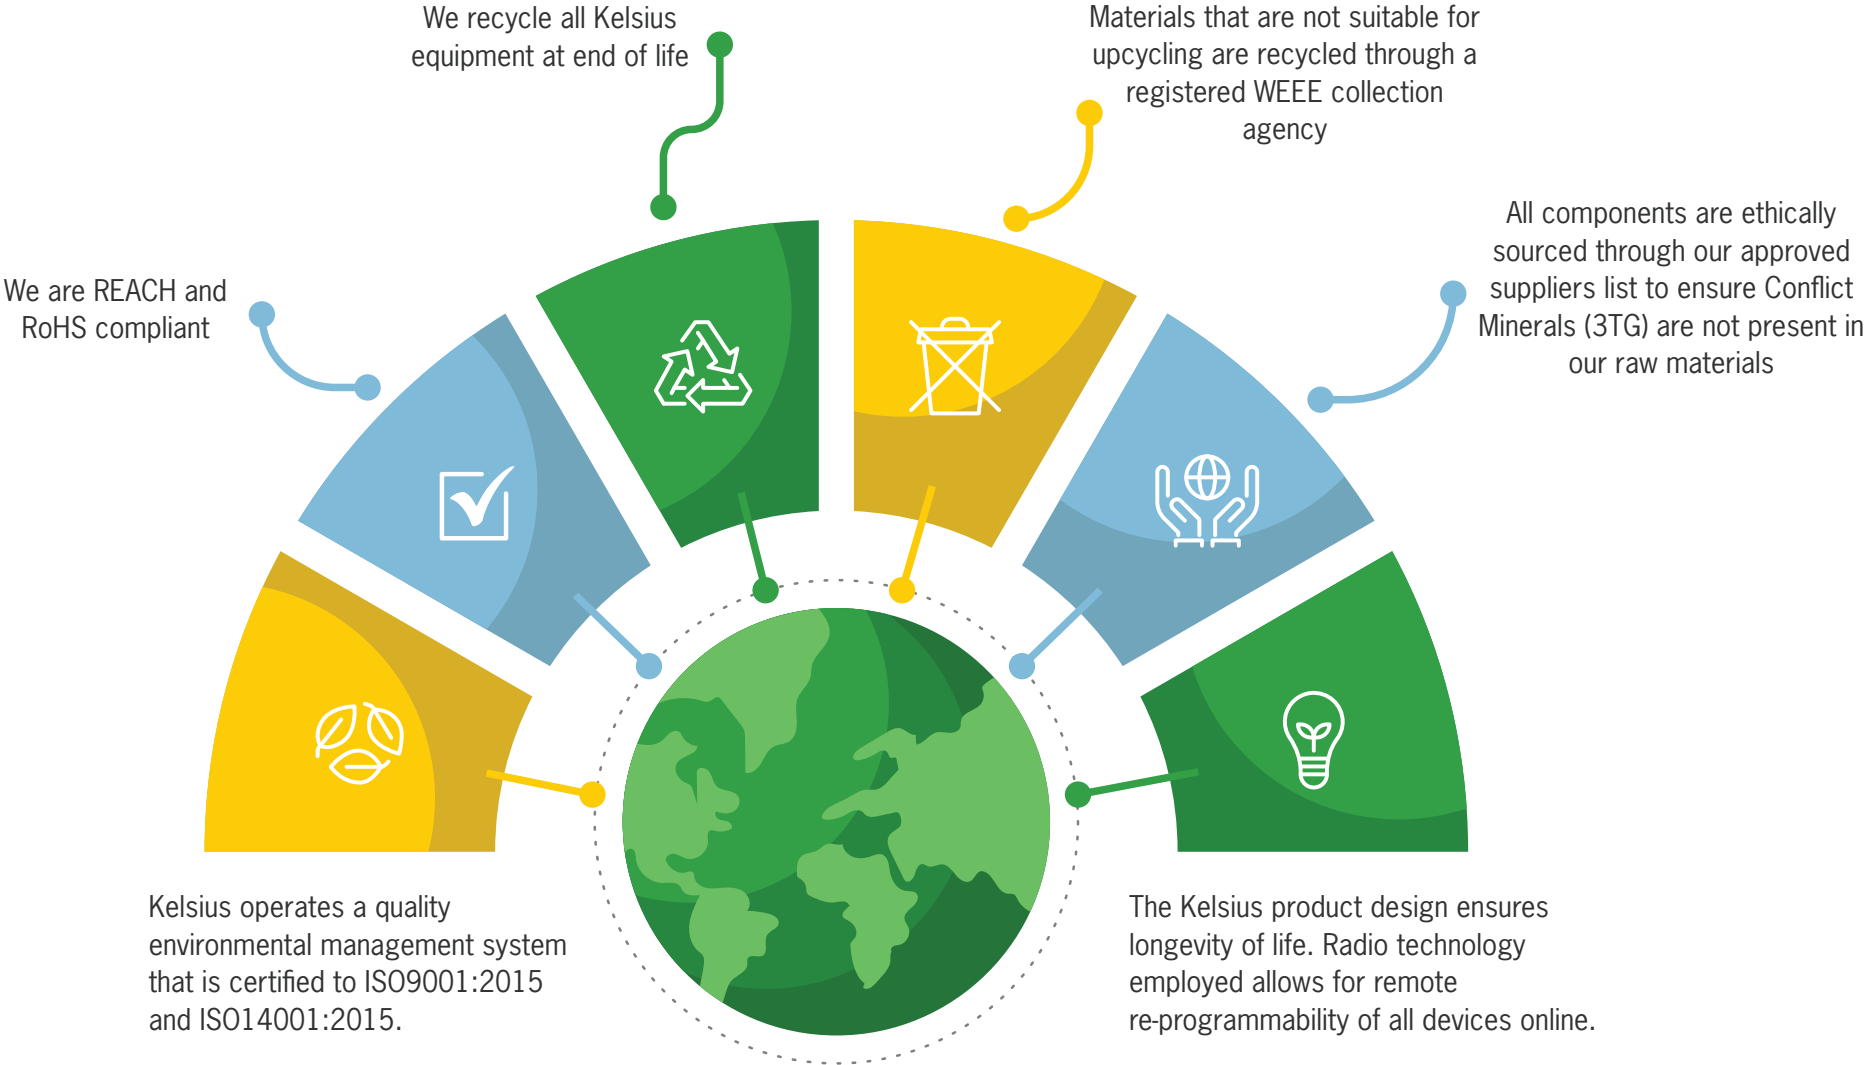 We recycle all Kelsius
equipment at end of life
Materials that are not suitable for
upcycling are recycled through a
registered WEEE collection
agency
We are REACH and
RoHS compliant
All components are ethically
sourced through our approved
suppliers list to ensure Conflict
Minerals (3TG) are not present in
our raw materials
Kelsius operates a quality
environmental management system
that is certified to ISO9001:2015
and ISO14001:2015.
The Kelsius product design ensures
longevity of life. Radio technology
employed allows for remote
re-programmability of all devices online.